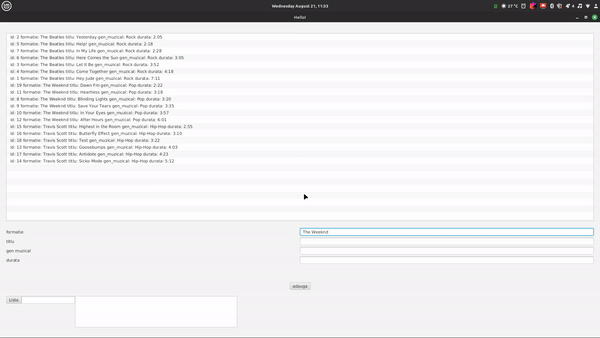 Wednesday August 21, 11:33
27 °C
Hello!
id: 2 formatie: The Beatles titlu: Yesterday gen_muzical: Rock durata: 2:05
id: 5 formatie: The Beatles titlu: Help! gen_muzical: Rock durata: 2:18
id: 7 formatie: The Beatles titlu: In My Life gen_muzical: Rock durata: 2:28
id: 6 formatie: The Beatles titlu: Here Comes the Sun gen_muzical: Rock durata: 3:05
id: 3 formatie: The Beatles titlu: Let It Be gen_muzical: Rock durata: 3:52
id: 4 formatie: The Beatles titlu: Come Together gen_muzical: Rock durata: 4:18
id: 1 formatie: The Beatles titlu: Hey Jude gen_muzical: Rock durata: 7:11
id: 19 formatie: The Weeknd titlu: Dawn Fm gen_muzical: Pop durata: 2:22
id: 11 formatie: The Weeknd titlu: Heartless gen_muzical: Pop durata: 3:18
id: 8 formatie: The Weeknd titlu: Blinding Lights gen_muzical: Pop durata: 3:20
id: 9 formatie: The Weeknd titlu: Save Your Tears gen_muzical: Pop durata: 3:35
id: 10 formatie: The Weeknd titlu: In Your Eyes gen_muzical: Pop durata: 3:57
id: 12 formatie: The Weeknd titlu: After Hours gen_muzical: Pop durata: 6:01
id: 15 formatie: Travis Scott titlu: Highest in the Room gen_muzical: Hip-Hop durata: 2:55
id: 16 formatie: Travis Scott titlu: Butterfly Effect gen_muzical: Hip-Hop durata: 3:10
id: 18 formatie: Travis Scott titlu: Test gen_muzical: Hip-Hop durata: 3:22
id: 13 formatie: Travis Scott titlu: Goosebumps gen_muzical: Hip-Hop durata: 4:03
id: 17 formatie: Travis Scott titlu: Antidote gen_muzical: Hip-Hop durata: 4:23
id: 14 formatie: Travis Scott titlu: Sicko Mode gen_muzical: Hip-Hop durata: 5:12
formatie
The Weeknd
titlu
gen muzical
durata
adauga
Lista